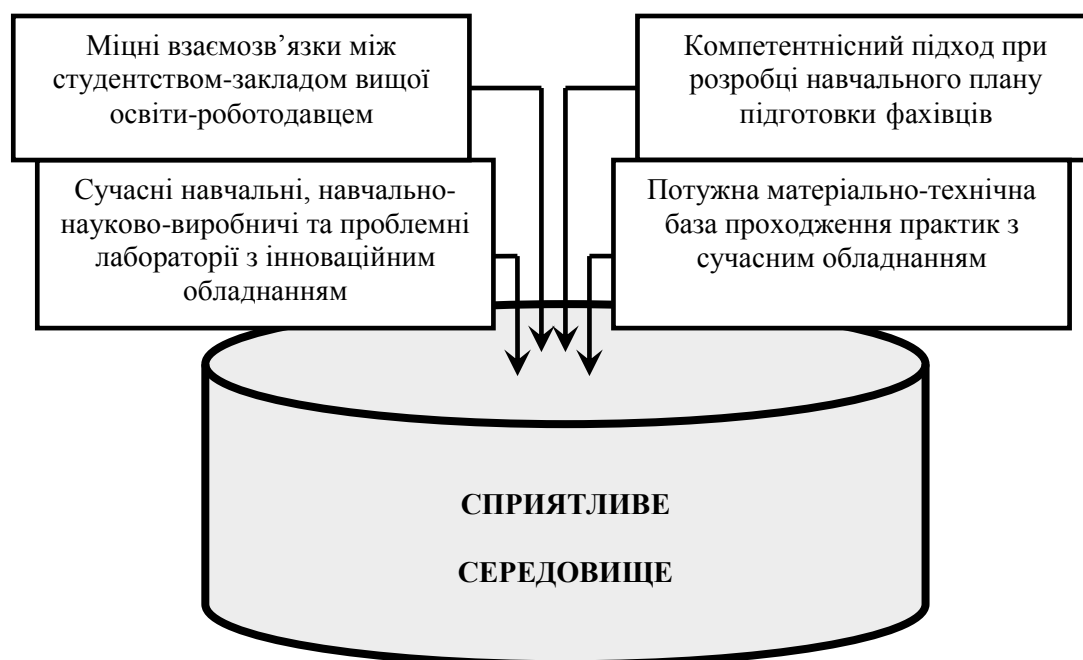 Міцні взаємозв’язки між
студентством-закладом вищої
освіти-роботодавцем
Компетентнісний підхід при
розробці навчального плану
підготовки фахівців
Сучасні навчальні, навчально-
науково-виробничі та проблемні
лабораторії з інноваційним
обладнанням
Потужна матеріально-технічна
база проходження практик з
сучасним обладнанням
СПРИЯТЛИВЕ
СЕРЕДОВИЩЕ